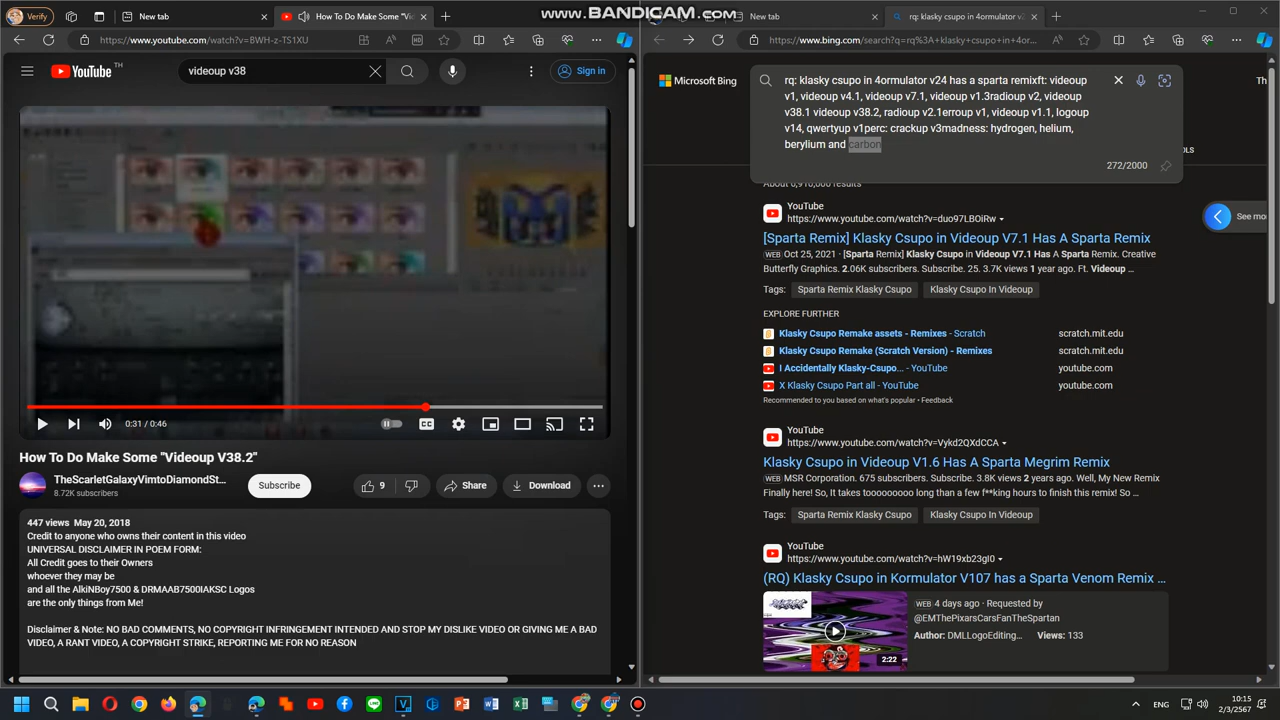 www.BANDICAM.com
Verify
New tab
How To Do Make Some "Vid
https://www.youtube.com/watch?v=BWH-z-TS1XU
YouTube TH
videoup v38
Sign in
0:31 / 0:46
How To Do Make Some "Videoup V38.2"
TheScarletGalaxyVimtoDiamondSt...
8.72K subscribers
Subscribe
9
Share
Download
447 views May 20, 2018
Credit to anyone who owns their content in this video
UNIVERSAL DISCLAIMER IN POEM FORM:
All Credit goes to their Owners
whoever they may be
and all the AlkiNBoy7500 & DRMAAB7500IAKSC Logos
are the only things from Me!
Disclaimer & Note: NO BAD COMMENTS, NO COPYRIGHT INFRINGEMENT INTENDED AND STOP MY DISLIKE VIDEO OR GIVING ME A BAD
VIDEO, A RANT VIDEO, A COPYRIGHT STRIKE, REPORTING ME FOR NO REASON
New tab
rq: klasky csupo in 4ormulator v2
https://www.bing.com/search?q=rq%3A+klasky+csupo+in+4or...
Microsoft Bing
rq: klasky csupo in 4ormulator v24 has a sparta remixft: videoup
v1, videoup v4.1, videoup v7.1, videoup v1.3radioup v2, videoup
v38.1 videoup v38.2, radioup v2.1erroup v1, videoup v1.1, logoup
v14, qwertyup v1perc: crackup v3madness: hydrogen, helium,
berylium and carbon
272/2000
Th
OLS
About 6,910,000 results
YouTube
https://www.youtube.com/watch?v=duo97LBOiRw
[Sparta Remix] Klasky Csupo in Videoup V7.1 Has A Sparta Remix
WEB Oct 25, 2021 · [Sparta Remix] Klasky Csupo in Videoup V7.1 Has A Sparta Remix. Creative
Butterfly Graphics. 2.06K subscribers. Subscribe. 25. 3.7K views 1 year ago. Ft. Videoup ...
Tags: Sparta Remix Klasky Csupo Klasky Csupo In Videoup
EXPLORE FURTHER
Klasky Csupo Remake assets - Remixes - Scratch scratch.mit.edu
Klasky Csupo Remake (Scratch Version) - Remixes scratch.mit.edu
I Accidentally Klasky-Csupo... - YouTube youtube.com
X Klasky Csupo Part all - YouTube youtube.com
Recommended to you based on what's popular • Feedback
See more
YouTube
https://www.youtube.com/watch?v=Vykd2QXdCCA
Klasky Csupo in Videoup V1.6 Has A Sparta Megrim Remix
WEB MSR Corporation. 675 subscribers. Subscribe. 3.8K views 2 years ago. Well, My New Remix
Finally here! So, It takes tooooooooo long than a few f**king hours to finish this remix! So ...
Tags: Sparta Remix Klasky Csupo Klasky Csupo In Videoup
YouTube
https://www.youtube.com/watch?v=hW19xb23gI0
(RQ) Klasky Csupo in Kormulator V107 has a Sparta Venom Remix ...
WEB 4 days ago · Requested by
@EMThePixarsCarsFanTheSpartan
Author: DMLLogoEditing... Views: 133
2:22
ENG
10:15
2/3/2567